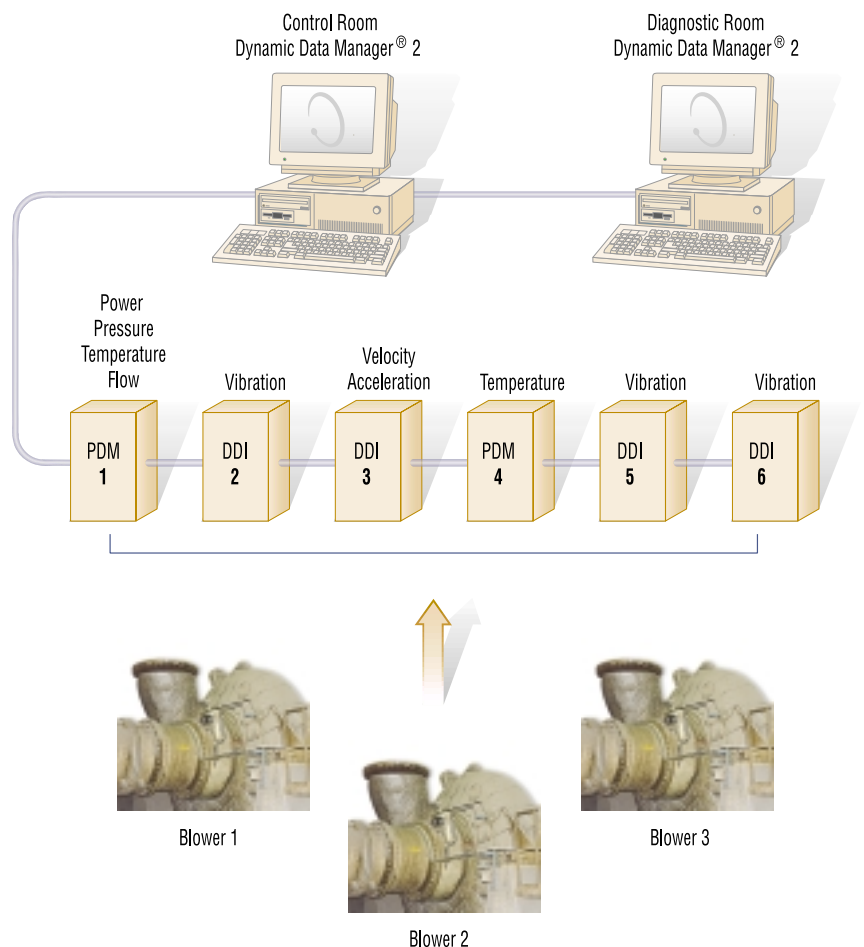 Control Room
Dynamic Data Manager® 2
Diagnostic Room
Dynamic Data Manager® 2
Power
Pressure
Temperature
Flow
Vibration
Velocity
Acceleration
Temperature
Vibration
Vibration
PDM
1
DDI
2
DDI
3
PDM
4
DDI
5
DDI
6
Blower 1
Blower 2
Blower 3